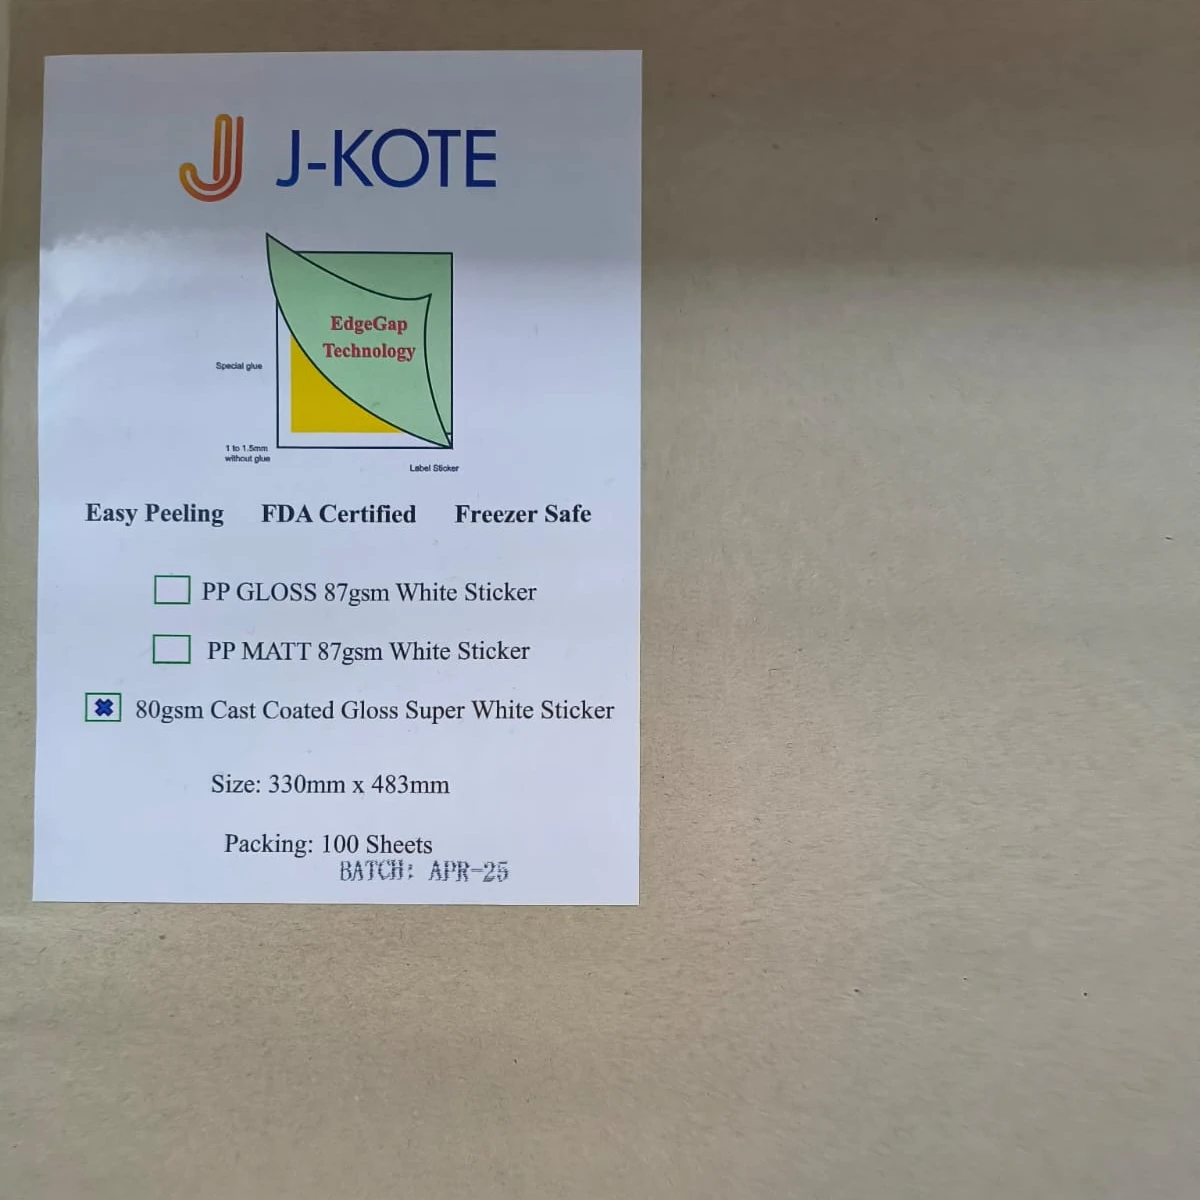 J-KOTE
EdgeGap
Technology
Special glue
1 to 1.5mm
without glue
Label Sticker
Easy Peeling FDA Certified Freezer Safe
PP GLOSS 87gsm White Sticker
PP MATT 87gsm White Sticker
80gsm Cast Coated Gloss Super White Sticker
Size: 330mm x 483mm
Packing: 100 Sheets
BATCH: APR-25